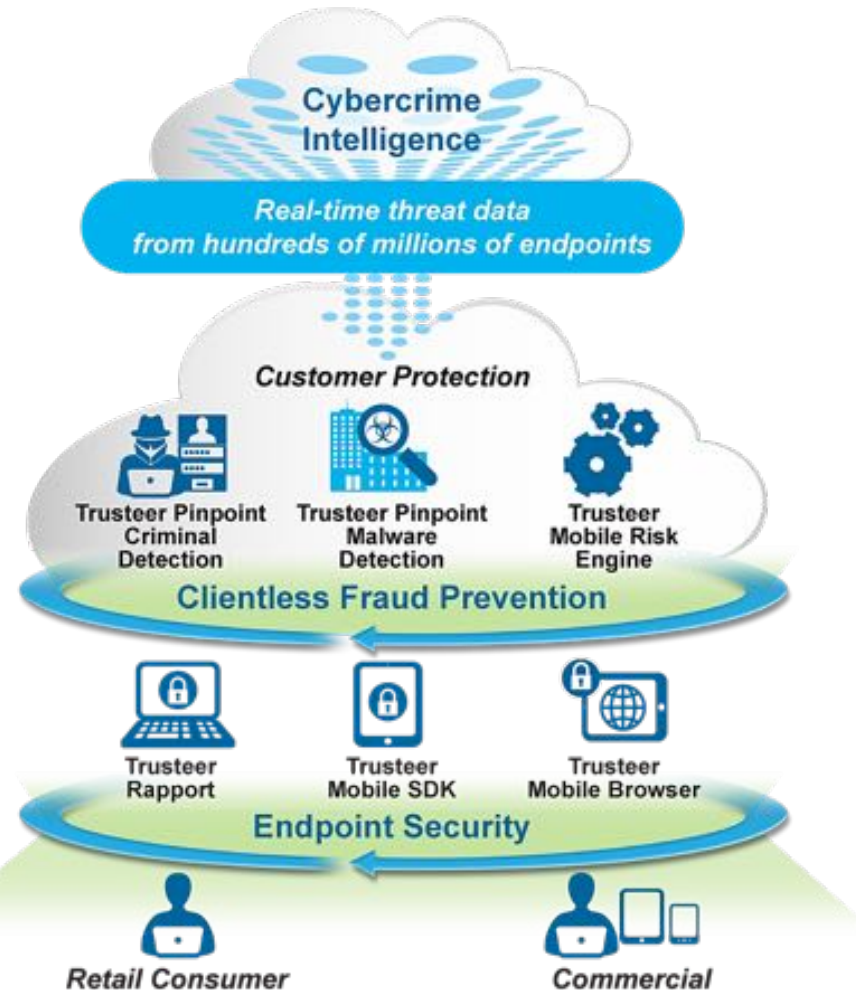 Cybercrime
Intelligence
Real-time threat data
from hundreds of millions of endpoints
Customer Protection
Trusteer Pinpoint
Criminal
Detection
Trusteer Pinpoint
Malware
Detection
Trusteer
Mobile Risk
Engine
Clientless Fraud Prevention
Trusteer
Rapport
Trusteer
Mobile SDK
Trusteer
Mobile Browser
Endpoint Security
Retail Consumer
Commercial